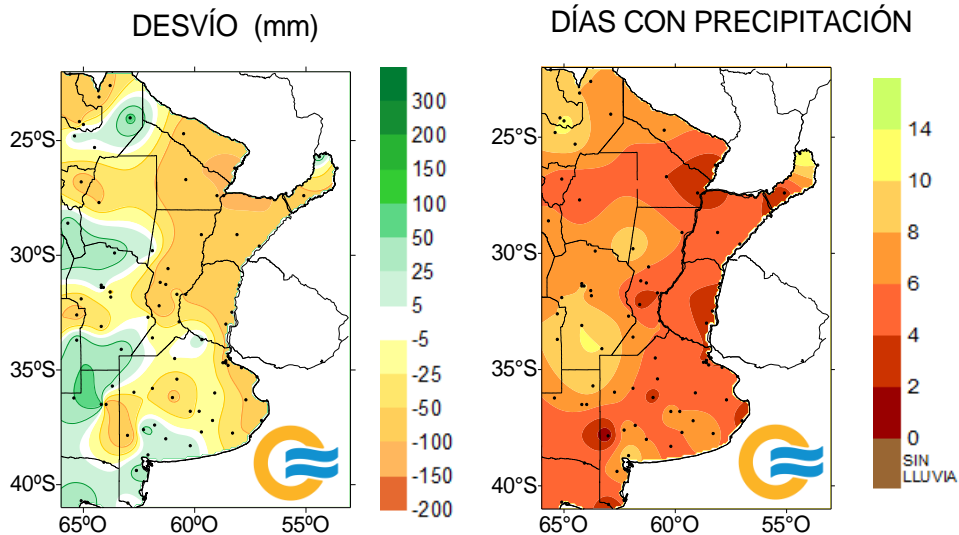 DESVÍO (mm)
25ºS
30ºS
35ºS
40ºS
65ºO 60ºO 55ºO
300
200
150
100
50
25
5
-5
-25
-50
-100
-150
-200
DÍAS CON PRECIPITACIÓN
25ºS
30ºS
35ºS
40ºS
65ºO 60ºO 55ºO
14
10
8
6
4
2
0
SIN
LLUVIA